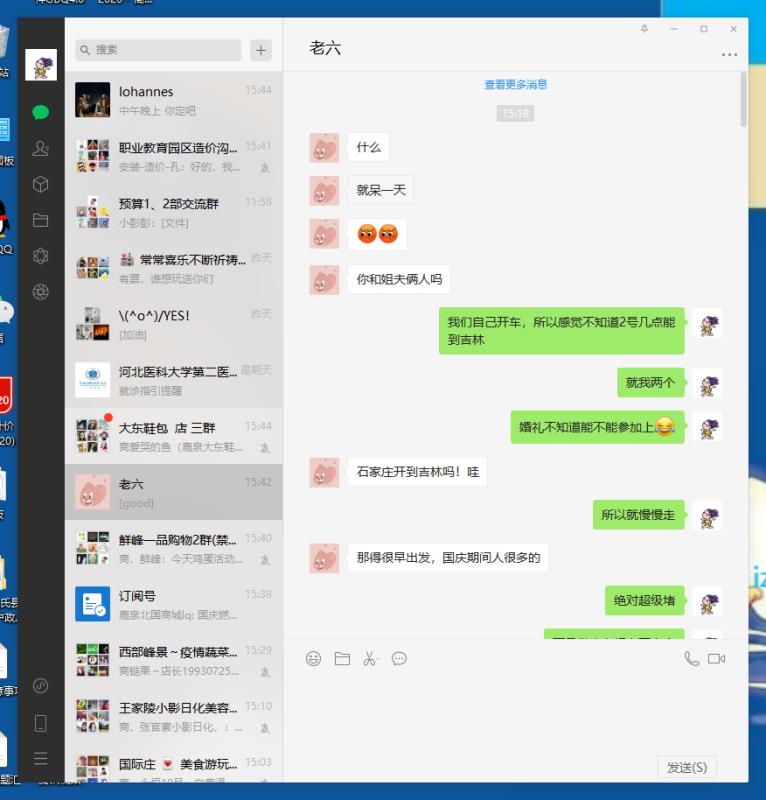 搜索
Iohannes
15:44
中午晚上 你定吧
职业教育园区造价沟...
15:41
安装-造价-孔：好的，我...
预算1、2部交流群
11:58
小彭彭：[文件]
常常喜乐不断祈祷...
昨天
有票，谁想玩送你们
\(^o^)/YES!
昨天
[加油]
河北医科大学第二医...
星期天
就诊指引提醒
大东鞋包 店 三群
15:44
商爱哭的鱼（鹿泉大东鞋...
老六
15:42
[good]
鲜峰一品购物2群(禁...
15:40
商，鲜峰：今天鸡蛋活动...
订阅号
15:38
鹿泉北国商城lq: 国庆燃...
西部峰景～疫情蔬菜...
15:29
商链果～店长19930725...
王家陵小影日化美容...
15:10
商，张官寨小影日化，：...
国际庄 美食游玩...
15:03
老六
查看更多消息
15:18
什么
就呆一天
你和姐夫俩人吗
我们自己开车，所以感觉不知道2号几点能
到吉林
就我两个
婚礼不知道能不能参加上
石家庄开到吉林吗！哇
所以就慢慢走
那得很早出发，国庆期间人很多的
绝对超级堵
发送(S)